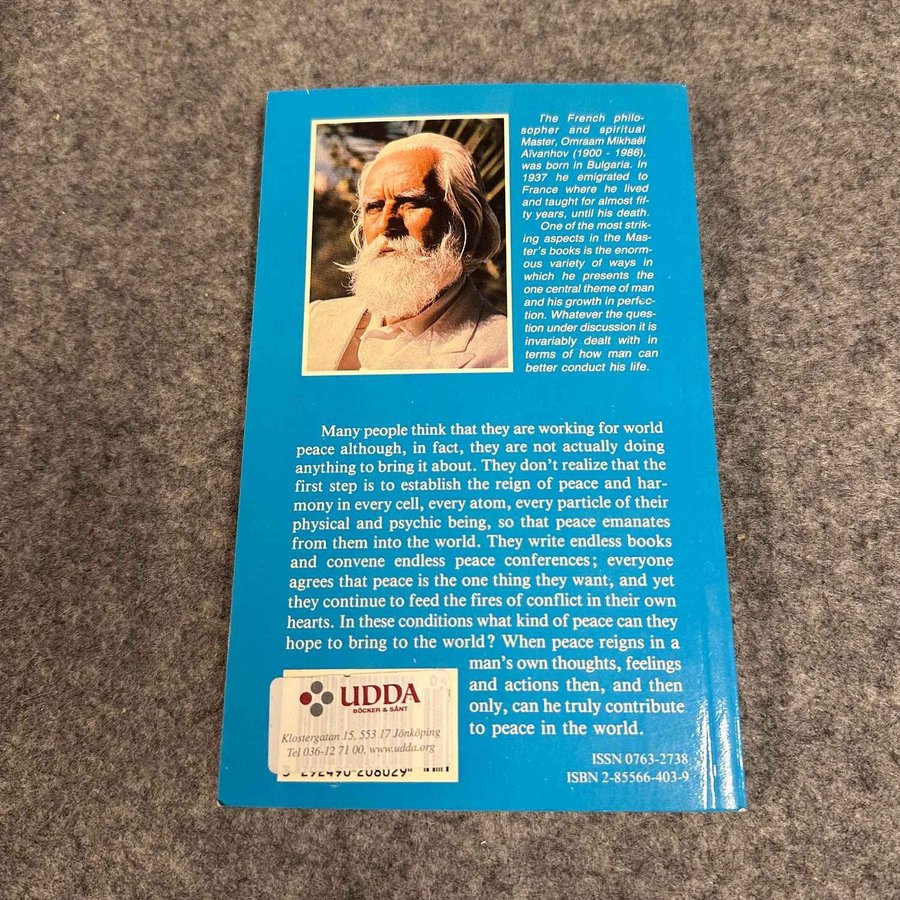 The French philo-
sopher and spiritual
Master, Omraam Mikhaël
Aïvanhov (1900 - 1986),
was born in Bulgaria. In
1937 he emigrated to
France where he lived
and taught for almost fif-
ty years, until his death.
One of the most strik-
ing aspects in the Mas-
ter's books is the enorm-
ous variety of ways in
which he presents the
one central theme of man
and his growth in perfec-
tion. Whatever the ques-
tion under discussion it is
invariably dealt with in
terms of how man can
better conduct his life.
Many people think that they are working for world
peace although, in fact, they are not actually doing
anything to bring it about. They don't realize that the
first step is to establish the reign of peace and har-
mony in every cell, every atom, every particle of their
physical and psychic being, so that peace emanates
from them into the world. They write endless books
and convene endless peace conferences; everyone
agrees that peace is the one thing they want, and yet
they continue to feed the fires of conflict in their own
hearts. In these conditions what kind of peace can they
hope to bring to the world? When peace reigns in a
man's own thoughts, feelings
and actions then, and then
only, can he truly contribute
to peace in the world.
UDDA
BÖCKER & SÅNT
Klostergatan 15, 553 17 Jönköping
Tel 036-12 71 00, www.udda.org
ISSN 0763-2738
ISBN 2-85566-403-9